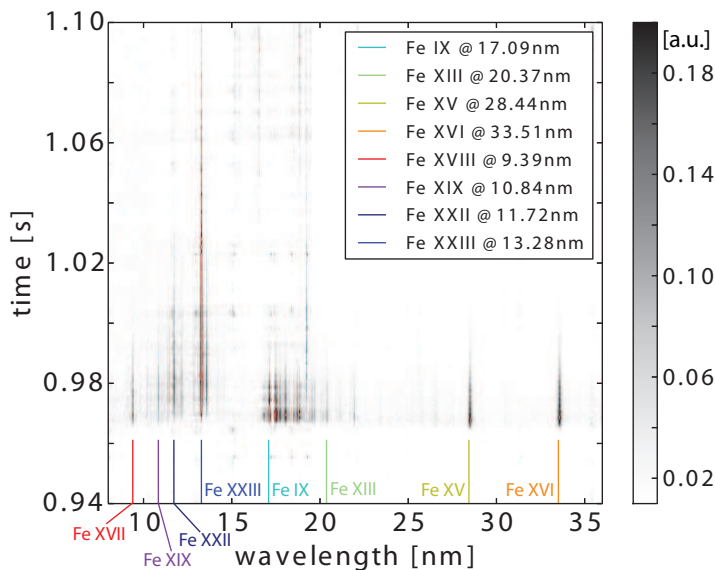 1.10
1.06
1.02
0.98
0.94
time [s]
Fe IX @ 17.09nm
Fe XIII @ 20.37nm
Fe XV @ 28.44nm
Fe XVI @ 33.51nm
Fe XVIII @ 9.39nm
Fe XIX @ 10.84nm
Fe XXII @ 11.72nm
Fe XXIII @ 13.28nm
[a.u.]
0.18
0.14
0.10
0.06
0.02
Fe XXIII
Fe IX
Fe XIII
Fe XV
Fe XVI
10
15
20
25
30
35
Fe XVII
Fe XIX
Fe XXII
wavelength [nm]